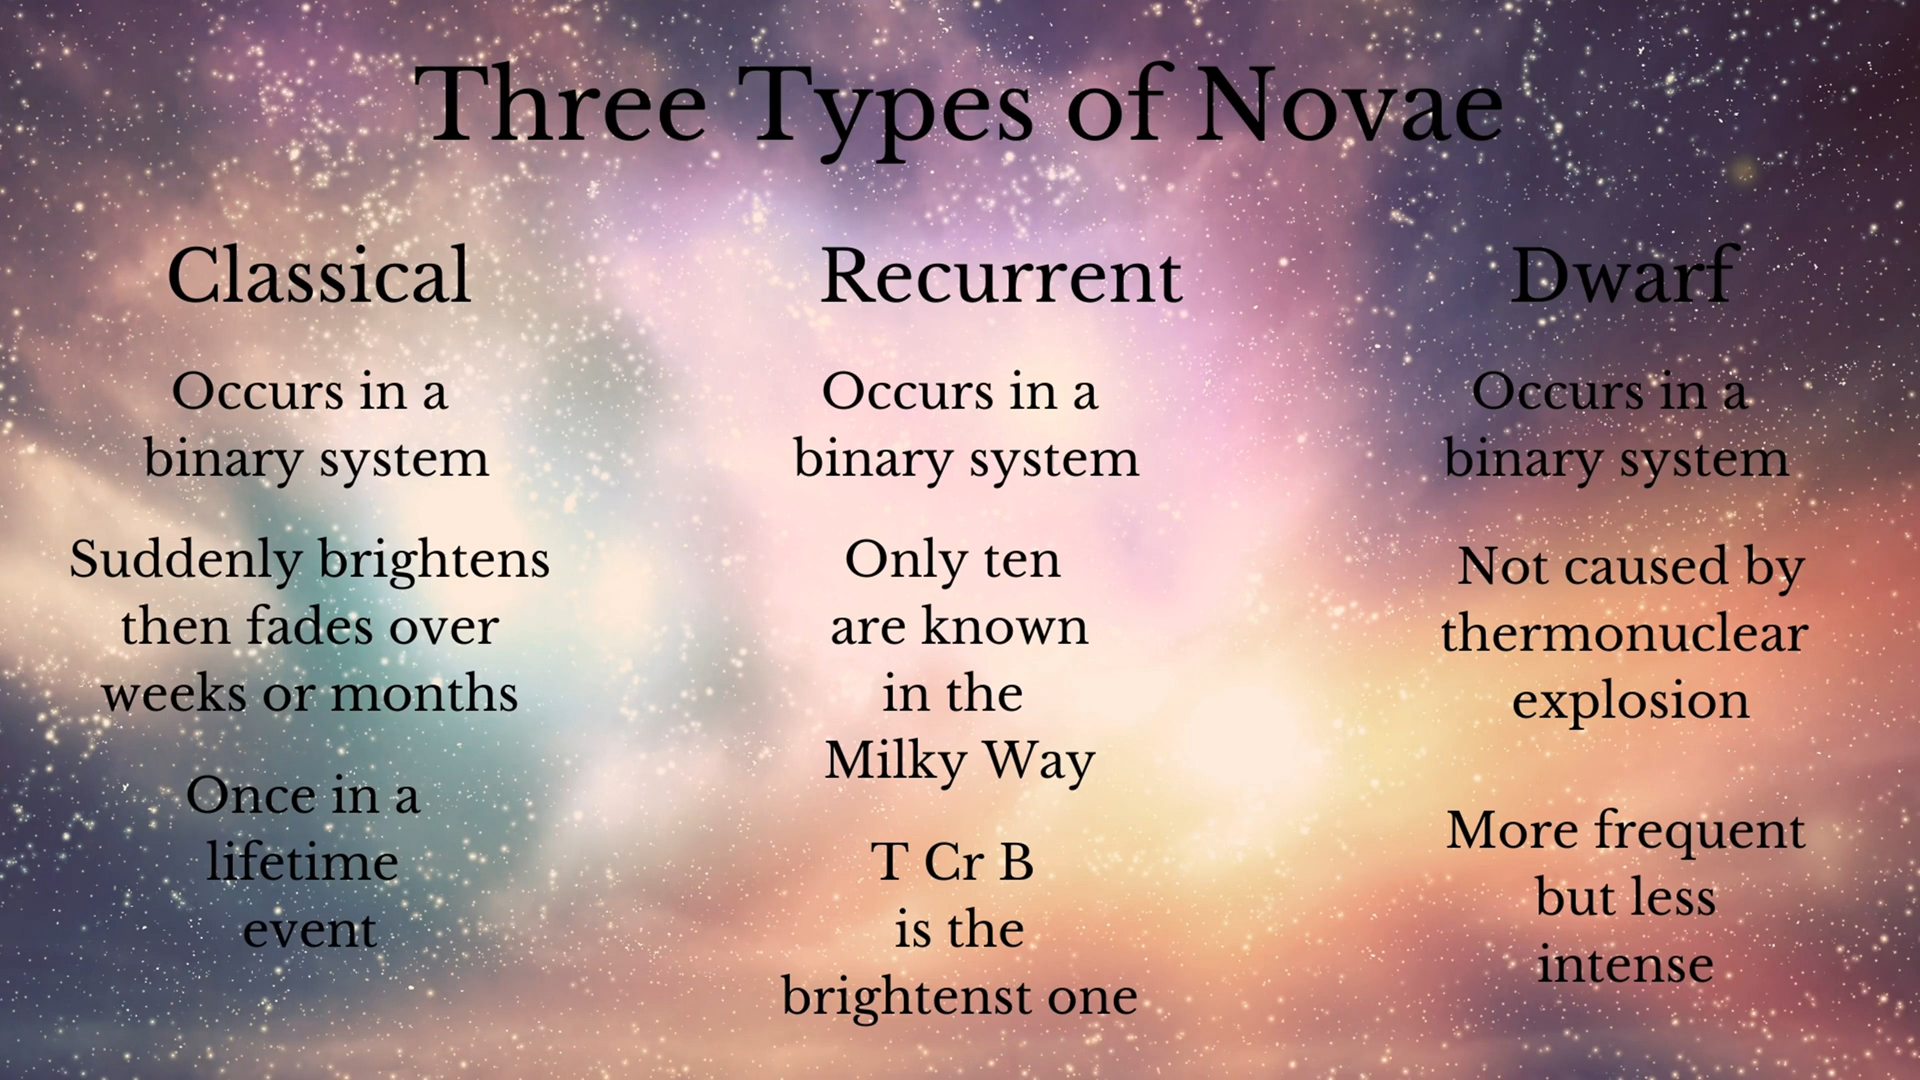 Three Types of Novae
Classical
Occurs in a
binary system
Suddenly brightens
then fades over
weeks or months
Once in a
lifetime
event
Recurrent
Occurs in a
binary system
Only ten
are known
in the
Milky Way
T Cr B
is the
brightenst one
Dwarf
Occurs in a
binary system
Not caused by
thermonuclear
explosion
More frequent
but less
intense